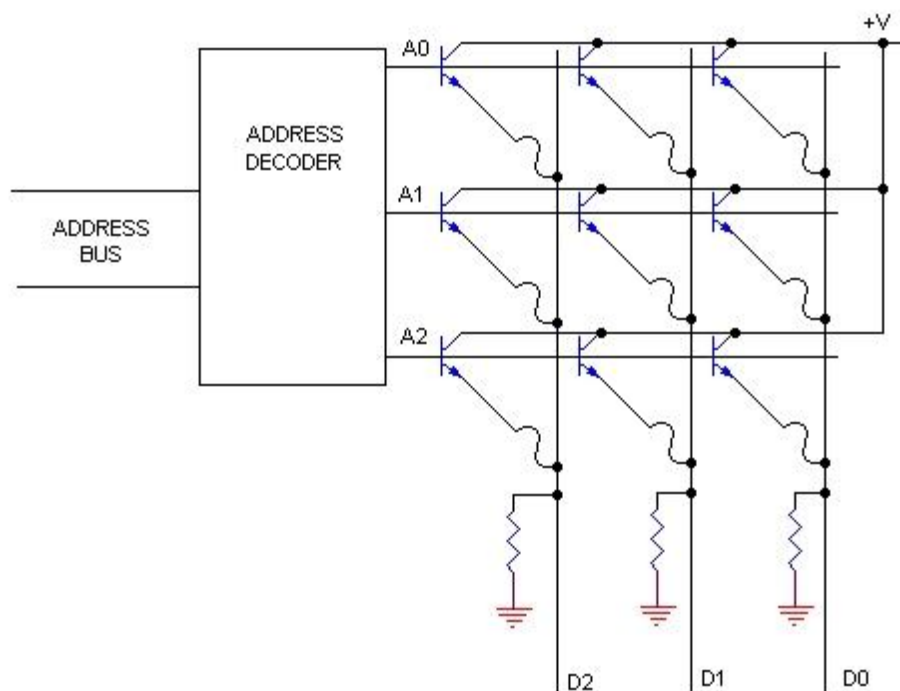 +V
A0
ADDRESS
DECODER
A1
ADDRESS
BUS
A2
D2
D1
D0